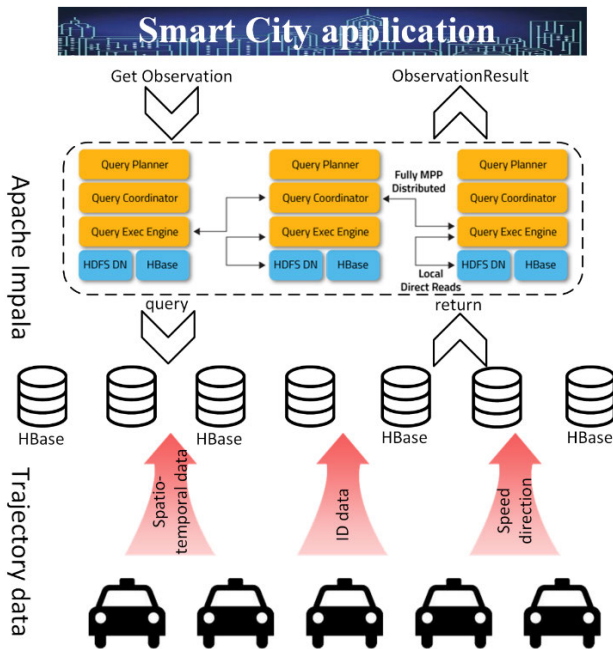 Smart City application
Get Observation
ObservationResult
Apache Impala
Query Planner
Query Coordinator
Query Exec Engine
HDFS DN
HBase
Query Planner
Query Coordinator
Query Exec Engine
HDFS DN
HBase
Fully MPP
Distributed
Local
Direct Reads
Query Planner
Query Coordinator
Query Exec Engine
HDFS DN
HBase
query
return
HBase
HBase
HBase
HBase
Trajectory data
Spatio-
temporal data
ID data
Speed
direction